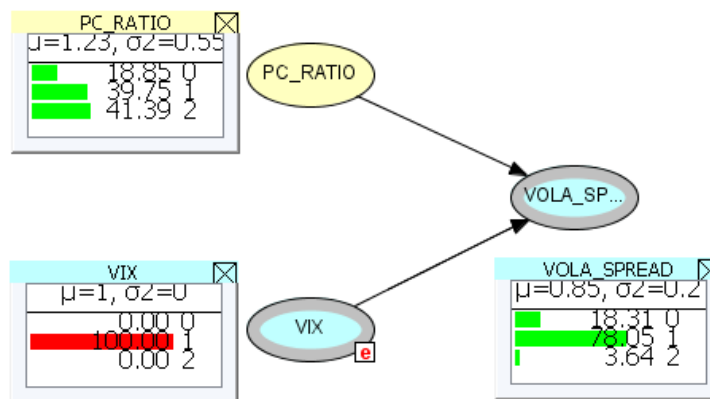 PC_RATIO
μ=1.23, σ2=0.55
18.85 0
39.75 1
41.39 2
PC_RATIO
VOLA_SP...
VIX
μ=1, σ2=0
0.00 0
100.00 1
0.00 2
VIX
e
VOLA_SPREAD
μ=0.85, σ2=0.2
18.31 0
78.05 1
3.64 2